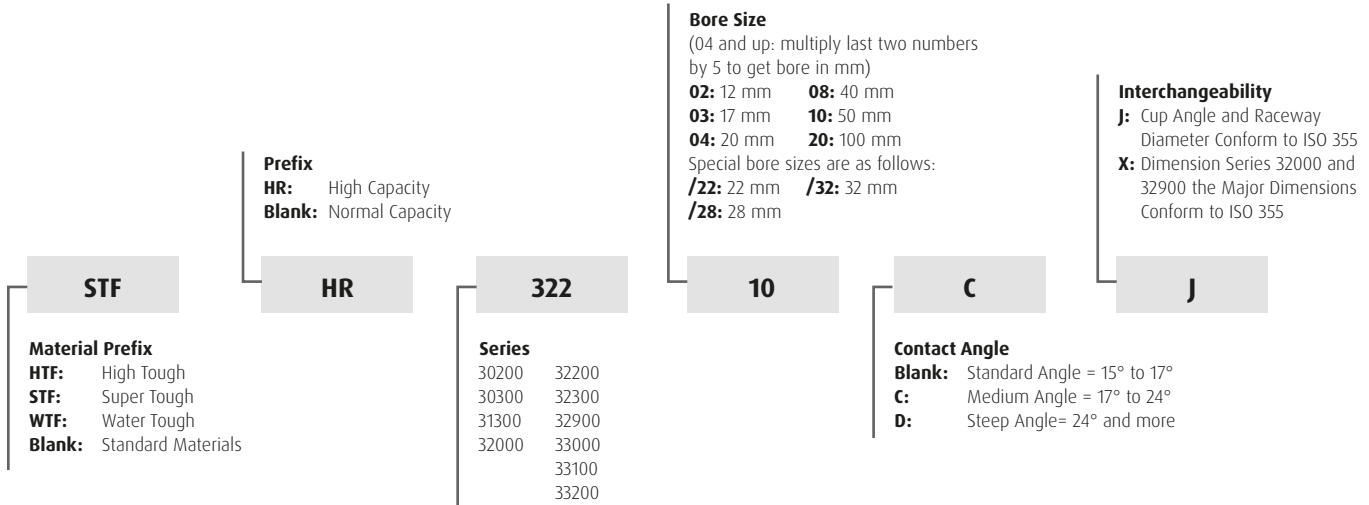 Bore Size
(04 and up: multiply last two numbers
by 5 to get bore in mm)
02: 12 mm 08: 40 mm
03: 17 mm 10: 50 mm
04: 20 mm 20: 100 mm
Special bore sizes are as follows:
/22: 22 mm /32: 32 mm
/28: 28 mm
Interchangeability
J: Cup Angle and Raceway
Diameter Conform to ISO 355
X: Dimension Series 32000 and
32900 the Major Dimensions
Conform to ISO 355
Prefix
HR: High Capacity
Blank: Normal Capacity
STF HR 322 10 C J
Material Prefix
HTF: High Tough
STF: Super Tough
WTF: Water Tough
Blank: Standard Materials
Series
30200 32200
30300 32300
31300 32900
32000 33000
33100
33200
Contact Angle
Blank: Standard Angle = 15° to 17°
C: Medium Angle = 17° to 24°
D: Steep Angle= 24° and more